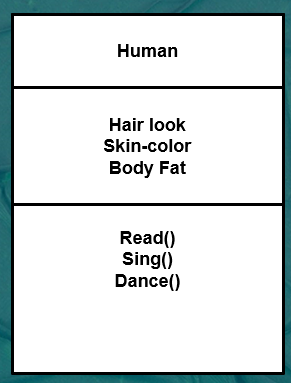 Human
Hair look
Skin-color
Body Fat
Read()
Sing()
Dance()